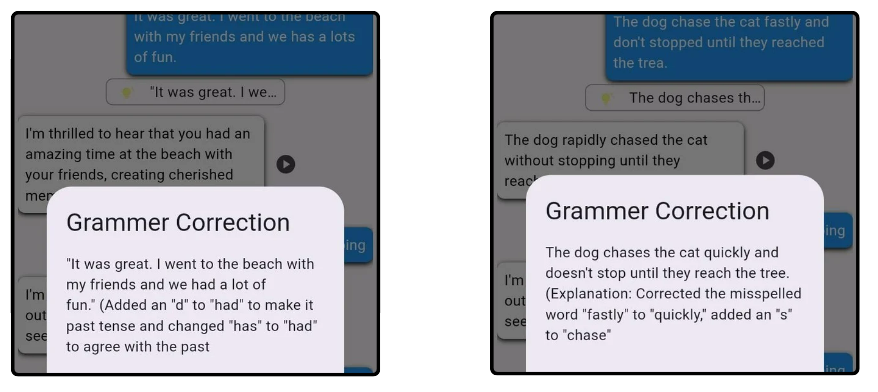 It was great. I went to the beach
with my friends and we has a lots
of fun.
"It was great. I we...
I'm thrilled to hear that you had an
amazing time at the beach with
your friends, creating cherished
mem
ing
I'm
out
see
Grammer Correction
"It was great. I went to the beach with
my friends and we had a lot of
fun." (Added an "d" to "had" to make it
past tense and changed "has" to "had"
to agree with the past
The dog chase the cat fastly and
don't stopped until they reached
the trea.
The dog chases th...
The dog rapidly chased the cat
without stopping until they
reac
ing
I'm
out
see
ing
Grammer Correction
The dog chases the cat quickly and
doesn't stop until they reach the tree.
(Explanation: Corrected the misspelled
word "fastly" to "quickly," added an "s"
to "chase"